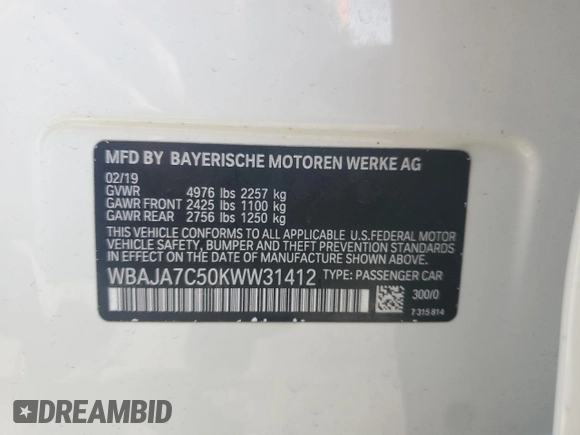 MFD BY BAYERISCHE MOTOREN WERKE AG
02/19
GVWR 4976 lbs 2257 kg
GAWR FRONT 2425 lbs 1100 kg
GAWR REAR 2756 lbs 1250 kg
THIS VEHICLE CONFORMS TO ALL APPLICABLE U.S.FEDERAL MOTOR
VEHICLE SAFETY, BUMPER AND THEFT PREVENTION STANDARDS
IN EFFECT ON THE DATE OF MANUFACTURE SHOWN ABOVE.
WBAJA7C50KWW31412 TYPE: PASSENGER CAR
300/0
7 315 814
DREAMBID